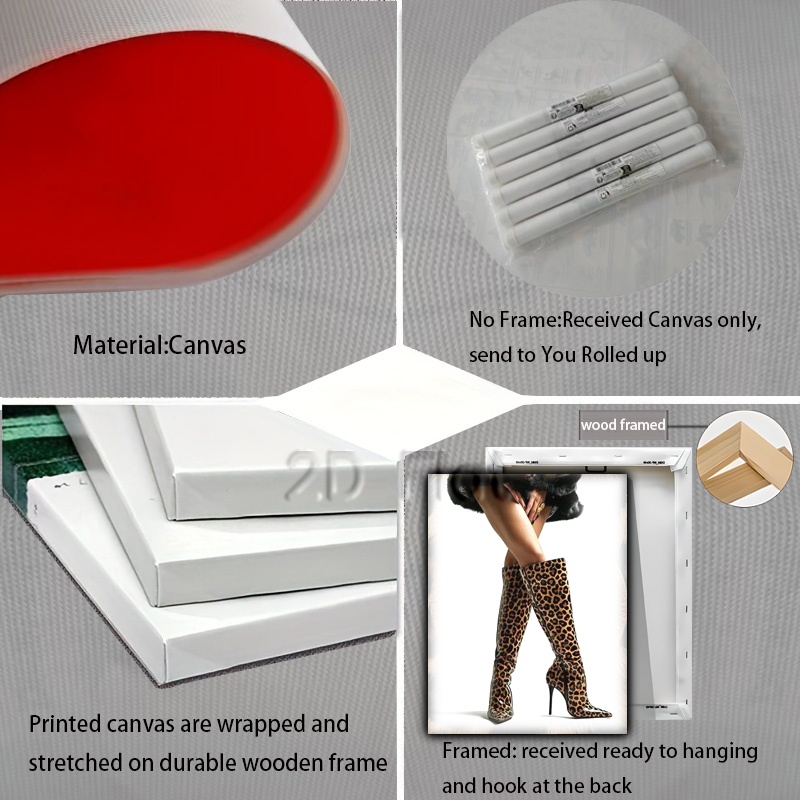 Material:Canvas
No Frame:Received Canvas only,
send to You Rolled up
2D
wood framed
Printed canvas are wrapped and
stretched on durable wooden frame
Framed: received ready to hanging
and hook at the back